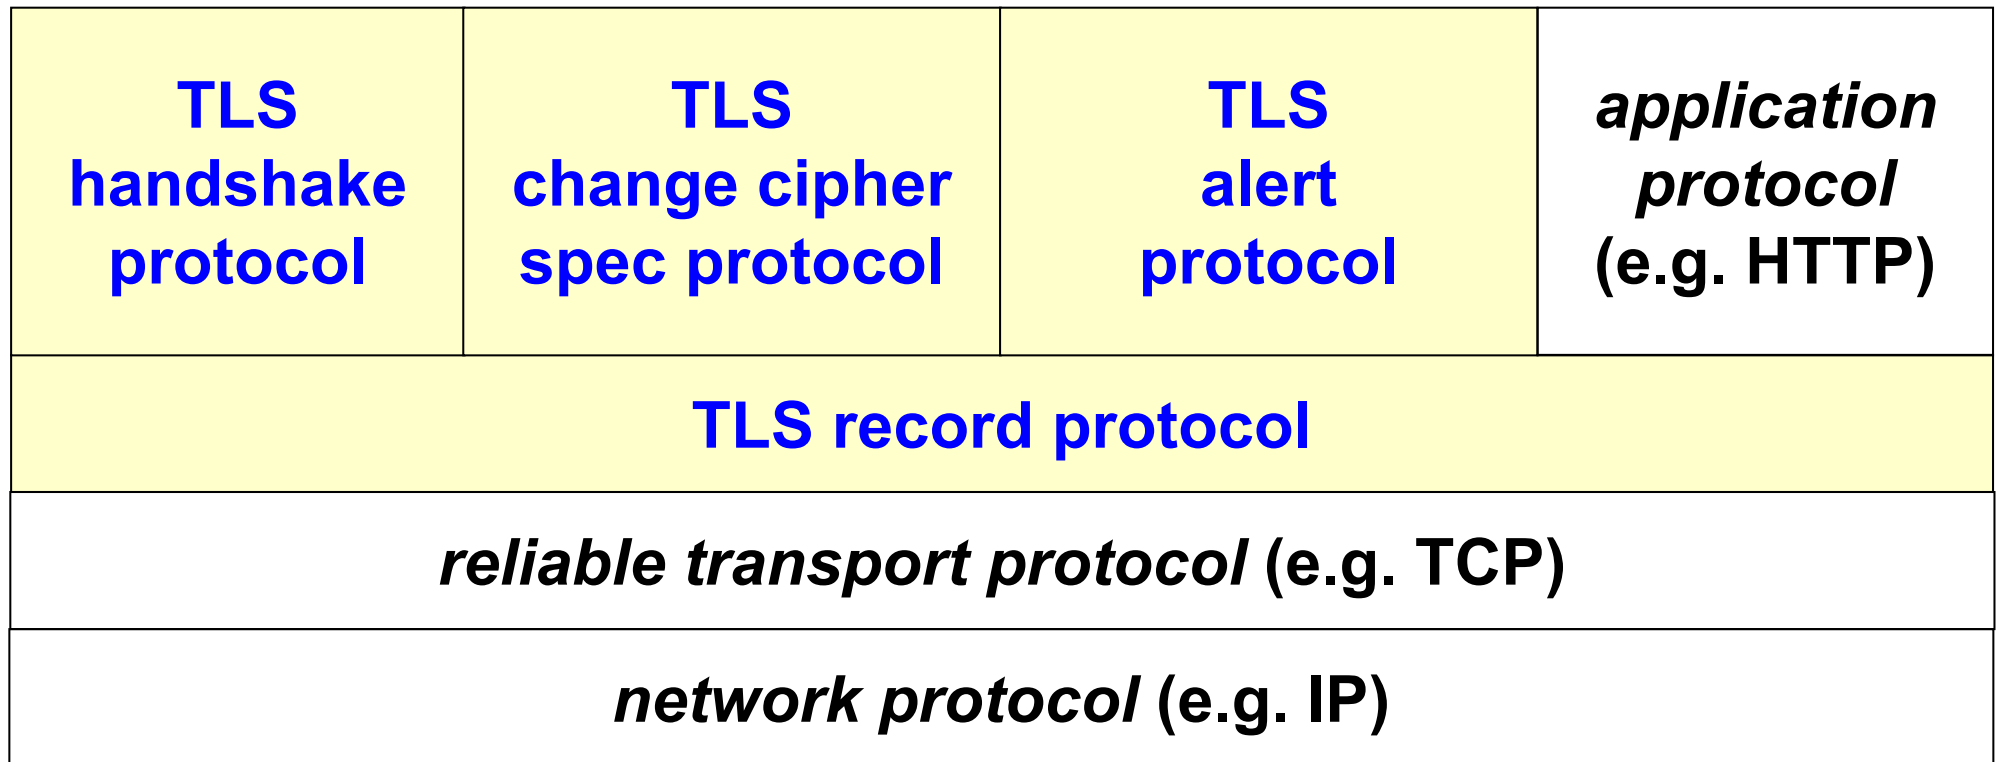 TLS
handshake
protocol
TLS
change cipher
spec protocol
TLS
alert
protocol
application
protocol
(e.g. HTTP)
TLS record protocol
reliable transport protocol (e.g. TCP)
network protocol (e.g. IP)